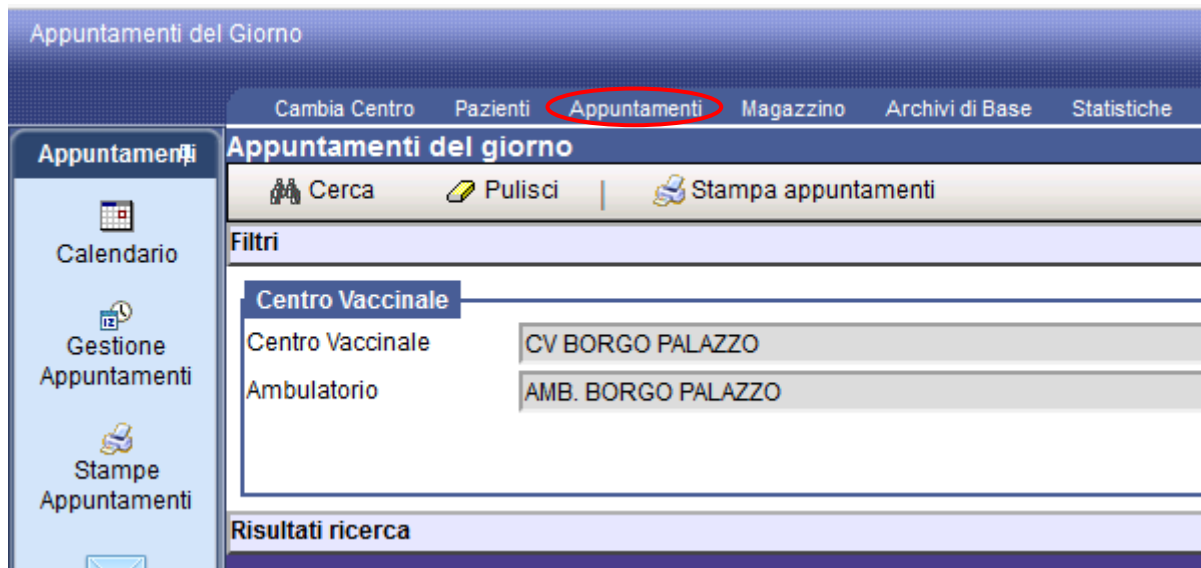 Appuntamenti del Giorno
Cambia Centro Pazienti Appuntamenti Magazzino Archivi di Base Statistiche
Appuntamenti
Calendario
Gestione
Appuntamenti
Stampe
Appuntamenti
Appuntamenti del giorno
Cerca Pulisci | Stampa appuntamenti
Filtri
Centro Vaccinale
Centro Vaccinale CV BORGO PALAZZO
Ambulatorio AMB. BORGO PALAZZO
Risultati ricerca